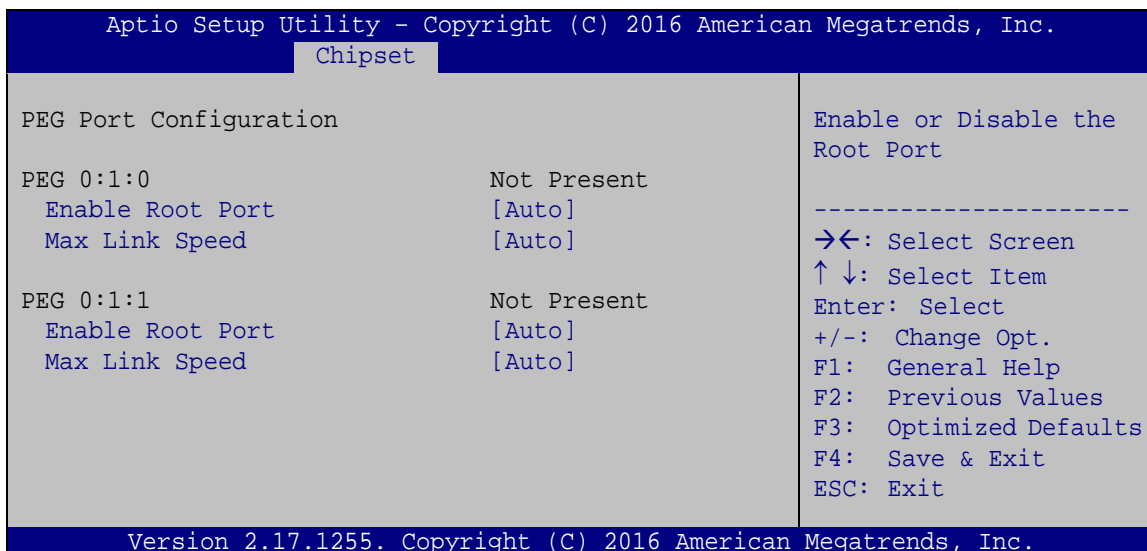 Aptio Setup Utility – Copyright (C) 2016 American Megatrends, Inc.
Chipset
PEG Port Configuration
PEG 0:1:0 Not Present
Enable Root Port [Auto]
Max Link Speed [Auto]
PEG 0:1:1 Not Present
Enable Root Port [Auto]
Max Link Speed [Auto]
Enable or Disable the
Root Port
----------------------
→←: Select Screen
↑ ↓: Select Item
Enter: Select
+/-: Change Opt.
F1: General Help
F2: Previous Values
F3: Optimized Defaults
F4: Save & Exit
ESC: Exit
Version 2.17.1255. Copyright (C) 2016 American Megatrends, Inc.